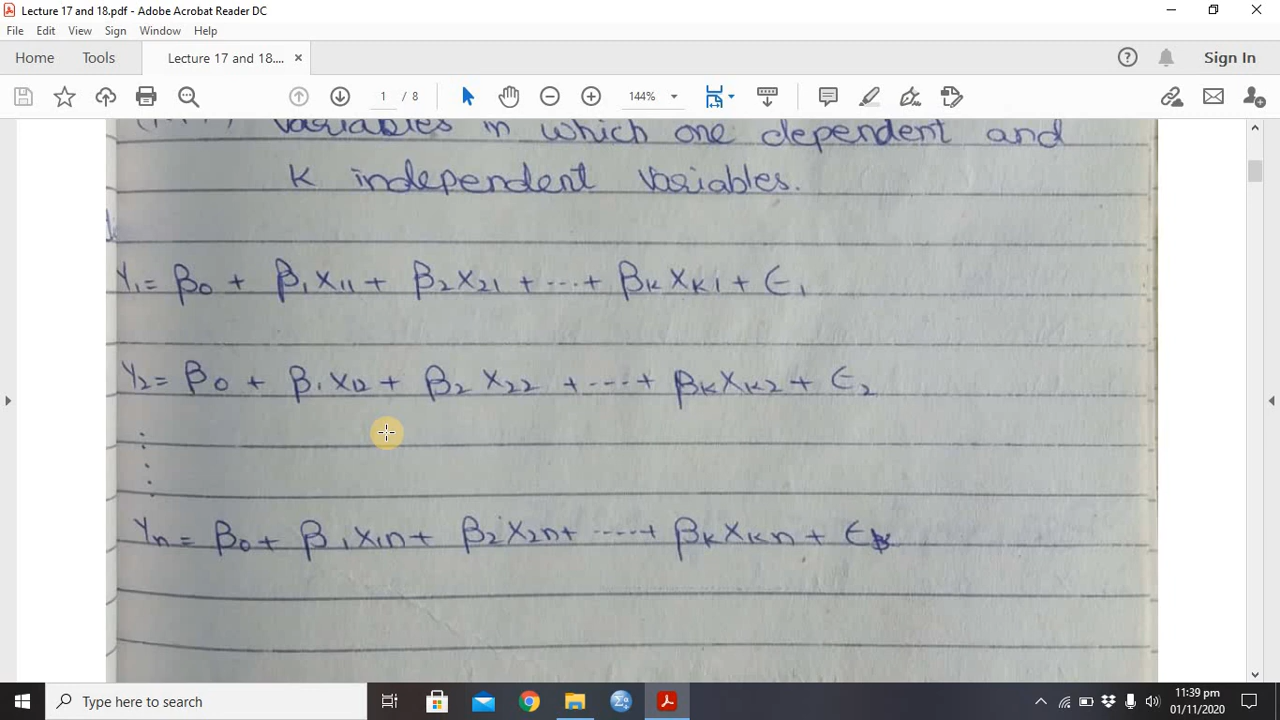 Lecture 17 and 18.pdf - Adobe Acrobat Reader DC
File Edit View Sign Window Help
Home Tools Lecture 17 and 18.... × Sign In
1 / 8 144%
variables in which one dependent and
K independent variables.
Y₁ = β₀ + β₁X₁₁ + β₂X₂₁ + ... + βₖXₖ₁ + Є₁
Y₂ = β₀ + β₁X₁₂ + β₂X₂₂ + .... + βₖXₖ₂ + Є₂
Yₙ = β₀ + β₁X₁ₙ + β₂X₂ₙ + .... + βₖXₖₙ + Є
Type here to search
11:39 pm
01/11/2020